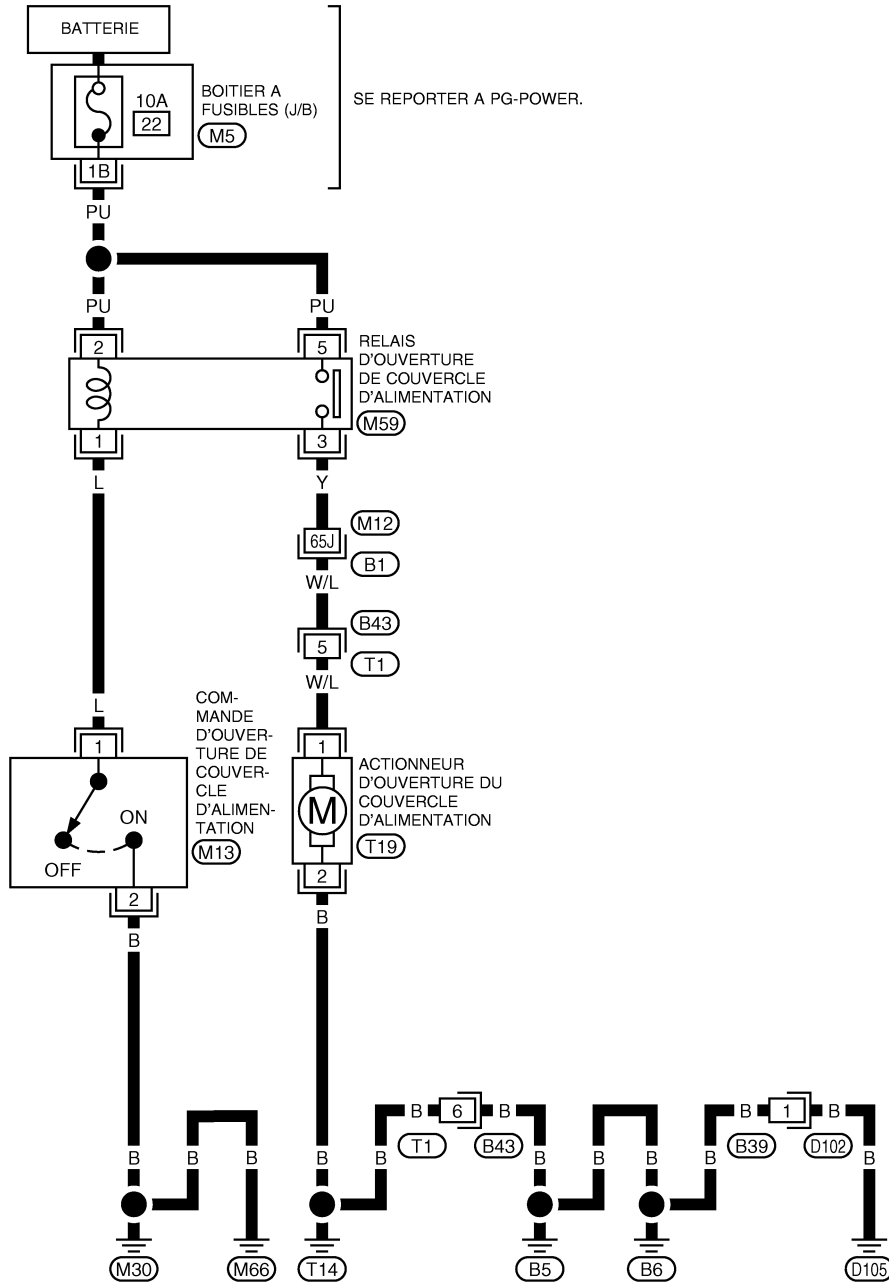 BATTERIE
10A
22
BOITIER A
FUSIBLES (J/B)
M5
SE REPORTER A PG-POWER.
1B
PU
PU
PU
2
5
RELAIS
D'OUVERTURE
DE COUVERCLE
D'ALIMENTATION
M59
1
3
L
Y
M12
65J
B1
W/L
B43
5
T1
W/L
L
COM-
MANDE
D'OUVER-
TURE DE
COUVER-
CLE
D'ALIMEN-
TATION
M13
1
1
ACTIONNEUR
D'OUVERTURE DU
COUVERCLE
D'ALIMENTATION
T19
M
ON
OFF
2
2
B
B
B
6
B
B
1
B
T1
B43
B39
D102
B
B
B
B
B
B
B
B
B
B
M30
M66
T14
B5
B6
D105